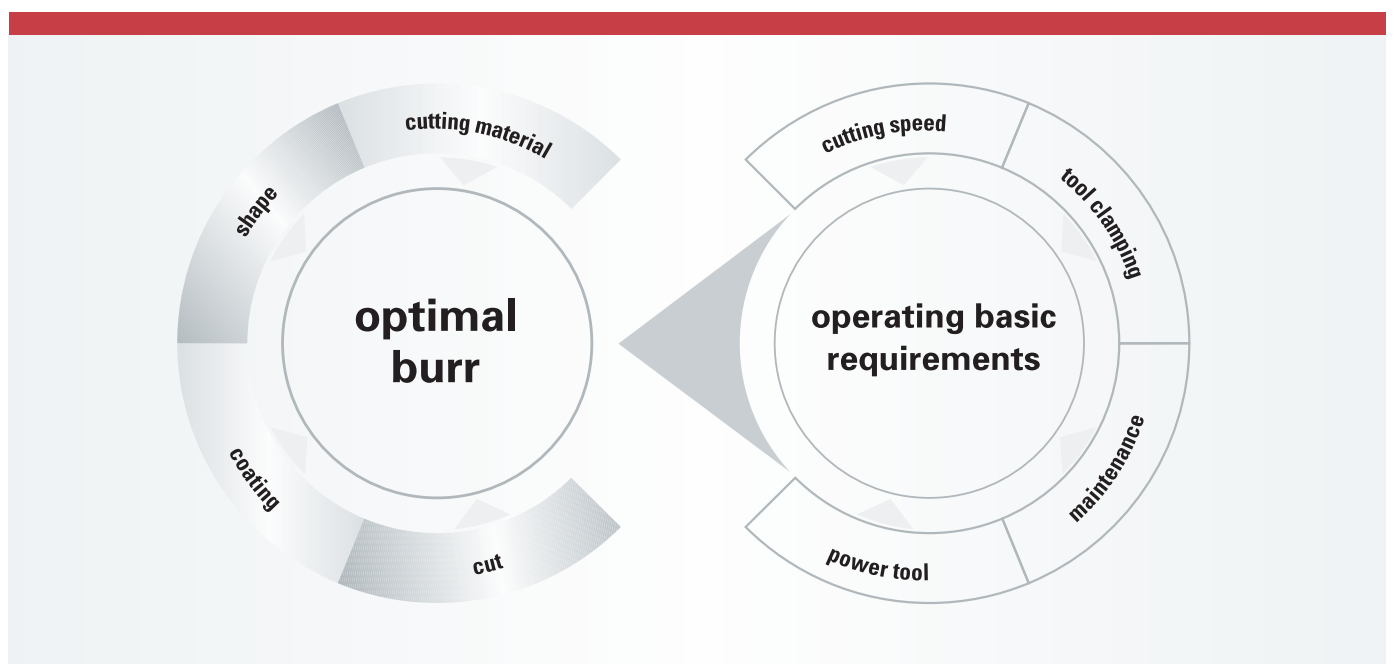 cutting material
shape
optimal
burr
coating
cut
cutting speed
tool clamping
operating basic
requirements
maintenance
power tool